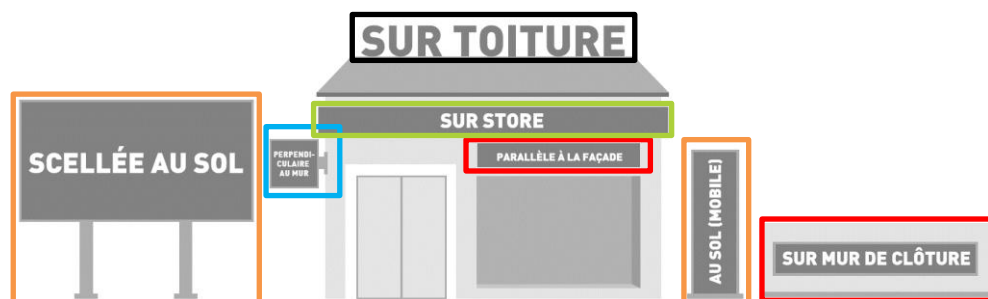 SUR TOITURE
SUR STORE
SCELLÉE AU SOL
PERPENDI-
CULAIRE
AU MUR
PARALLÈLE À LA FAÇADE
AU SOL (MOBILE)
SUR MUR DE CLÔTURE